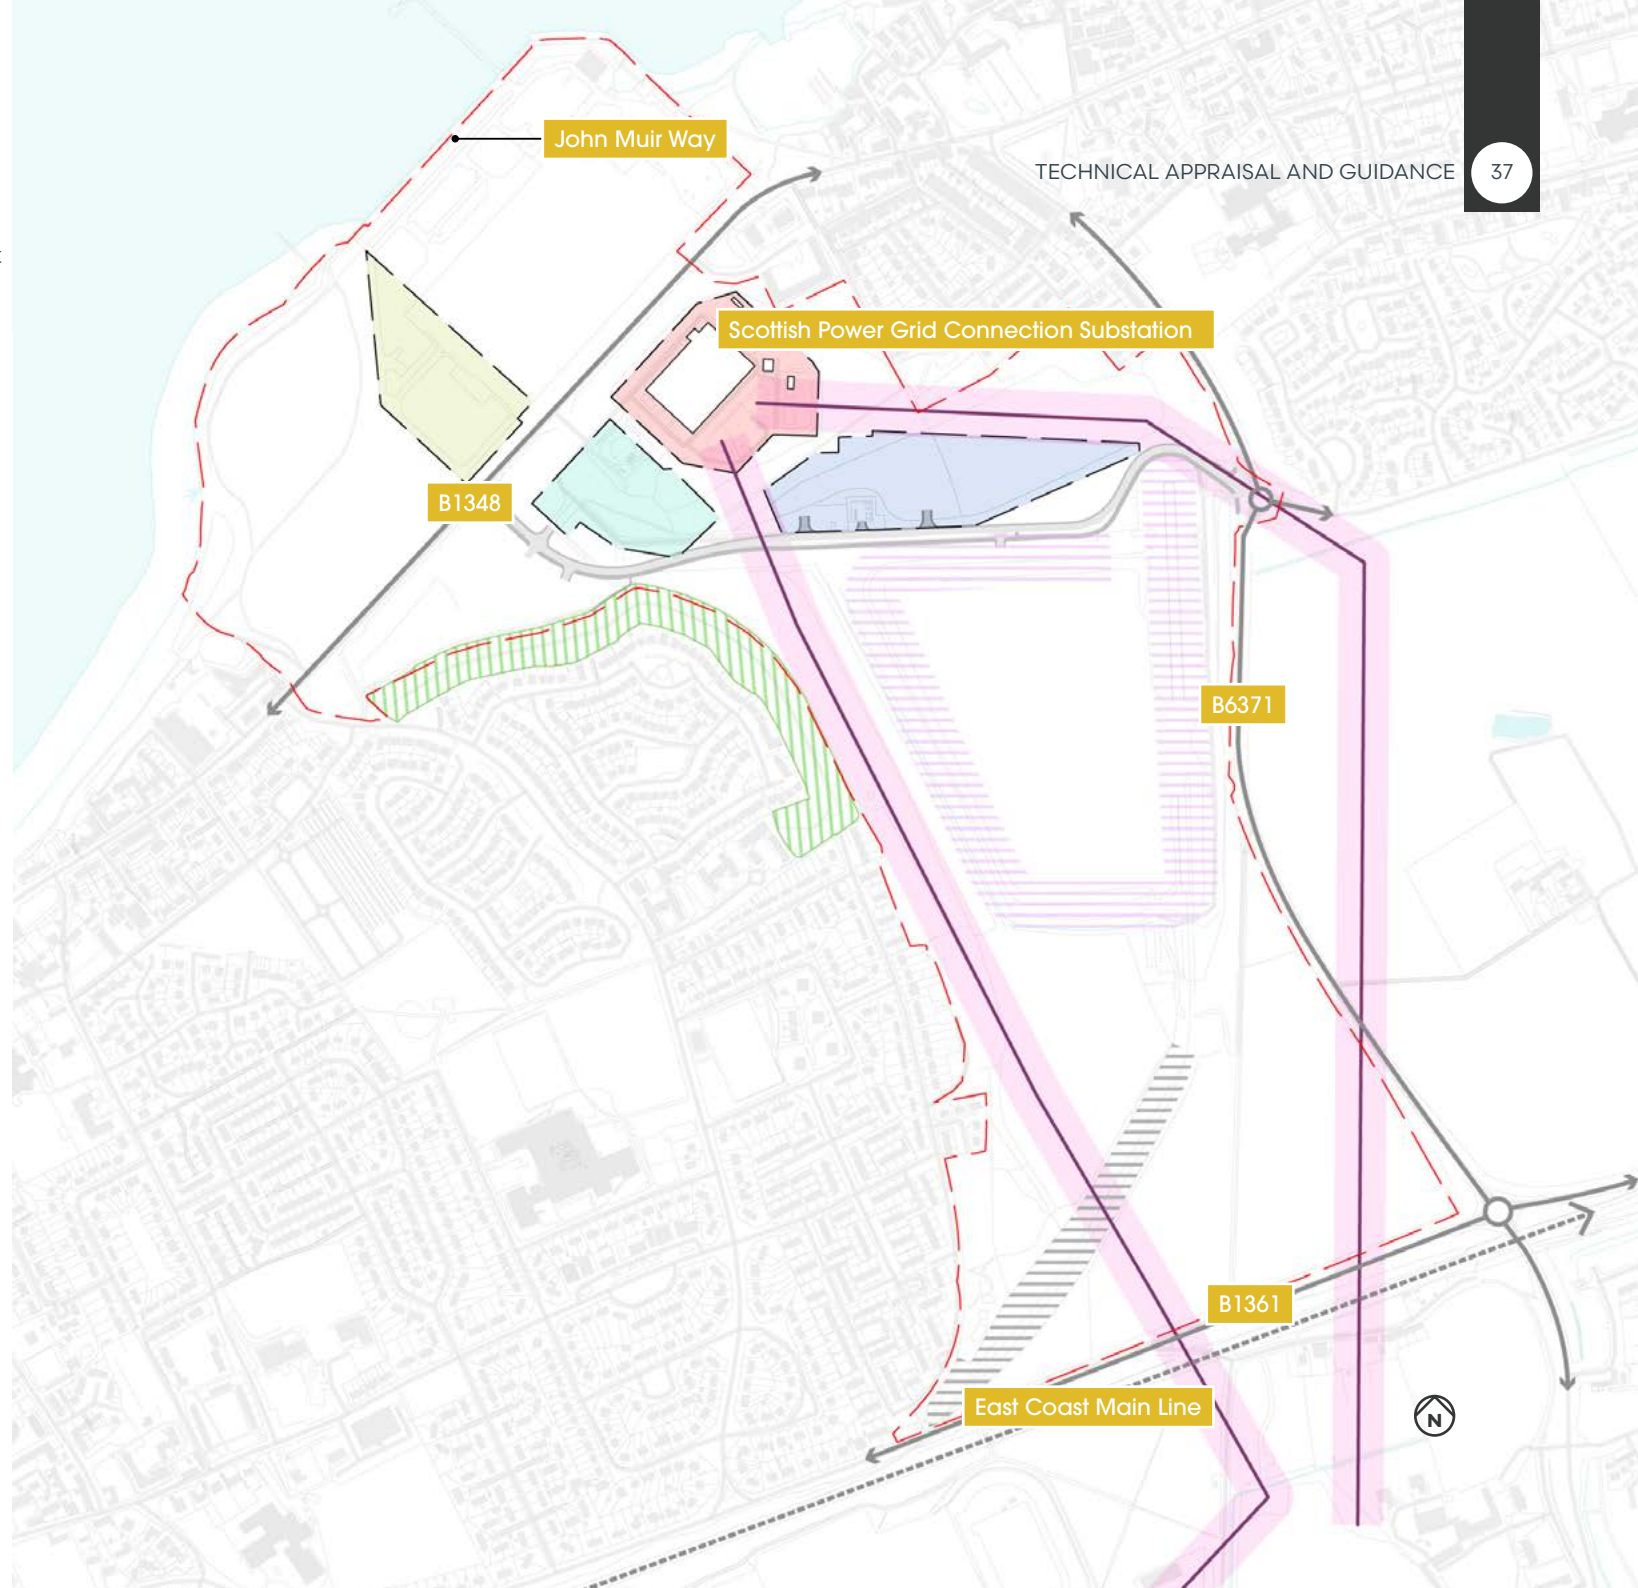 John Muir Way
TECHNICAL APPRAISAL AND GUIDANCE
37
Scottish Power Grid Connection Substation
B1348
B6371
B1361
East Coast Main Line
N